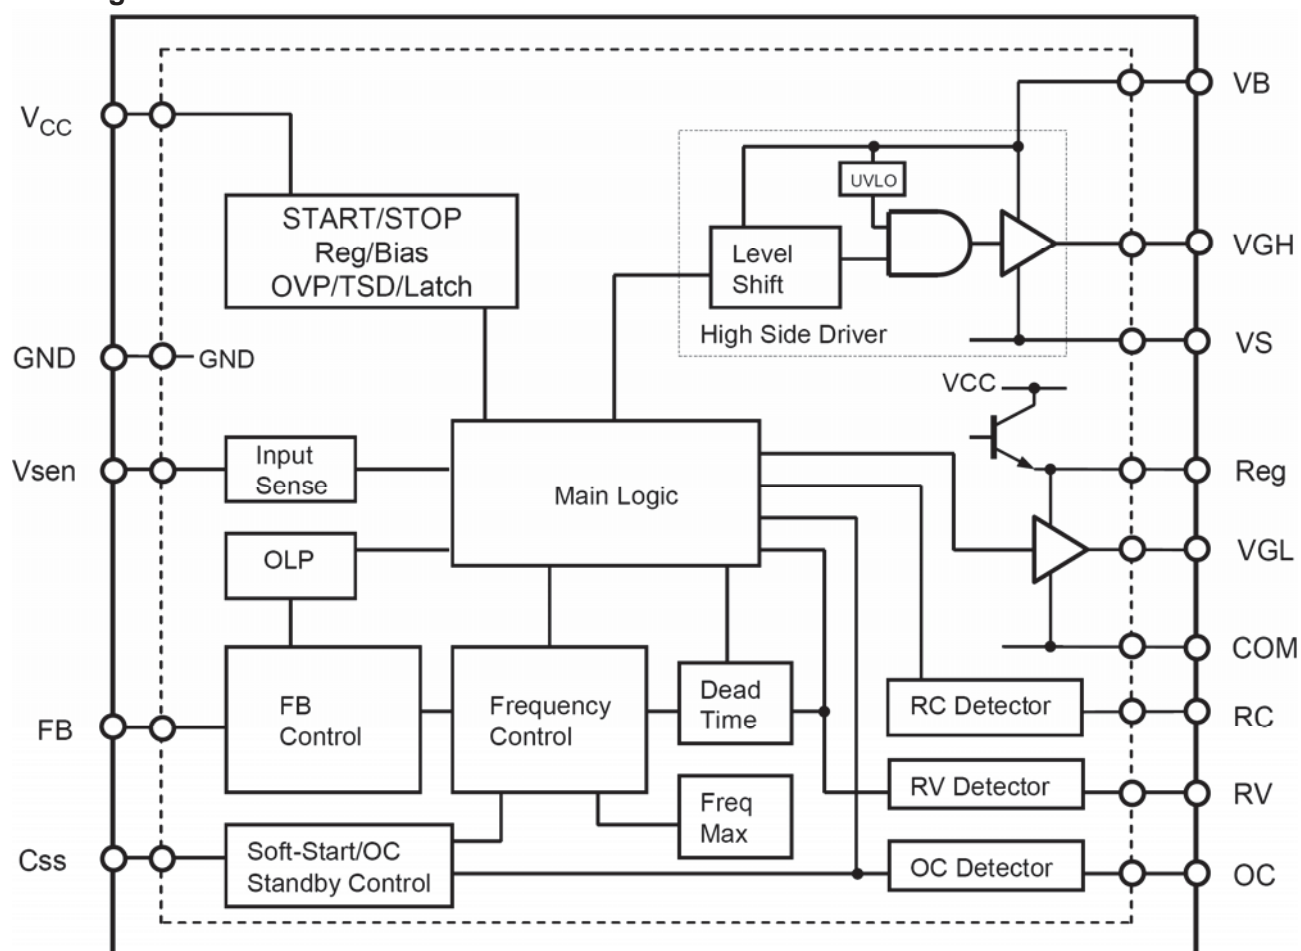 VB
VCC
UVLO
START/STOP
Reg/Bias
OVP/TSD/Latch
Level
Shift
VGH
High Side Driver
VS
GND
GND
VCC
Vsen
Input
Sense
Main Logic
Reg
OLP
VGL
COM
FB
FB
Control
Frequency
Control
Dead
Time
RC Detector
RC
Freq
Max
RV Detector
RV
Css
Soft-Start/OC
Standby Control
OC Detector
OC